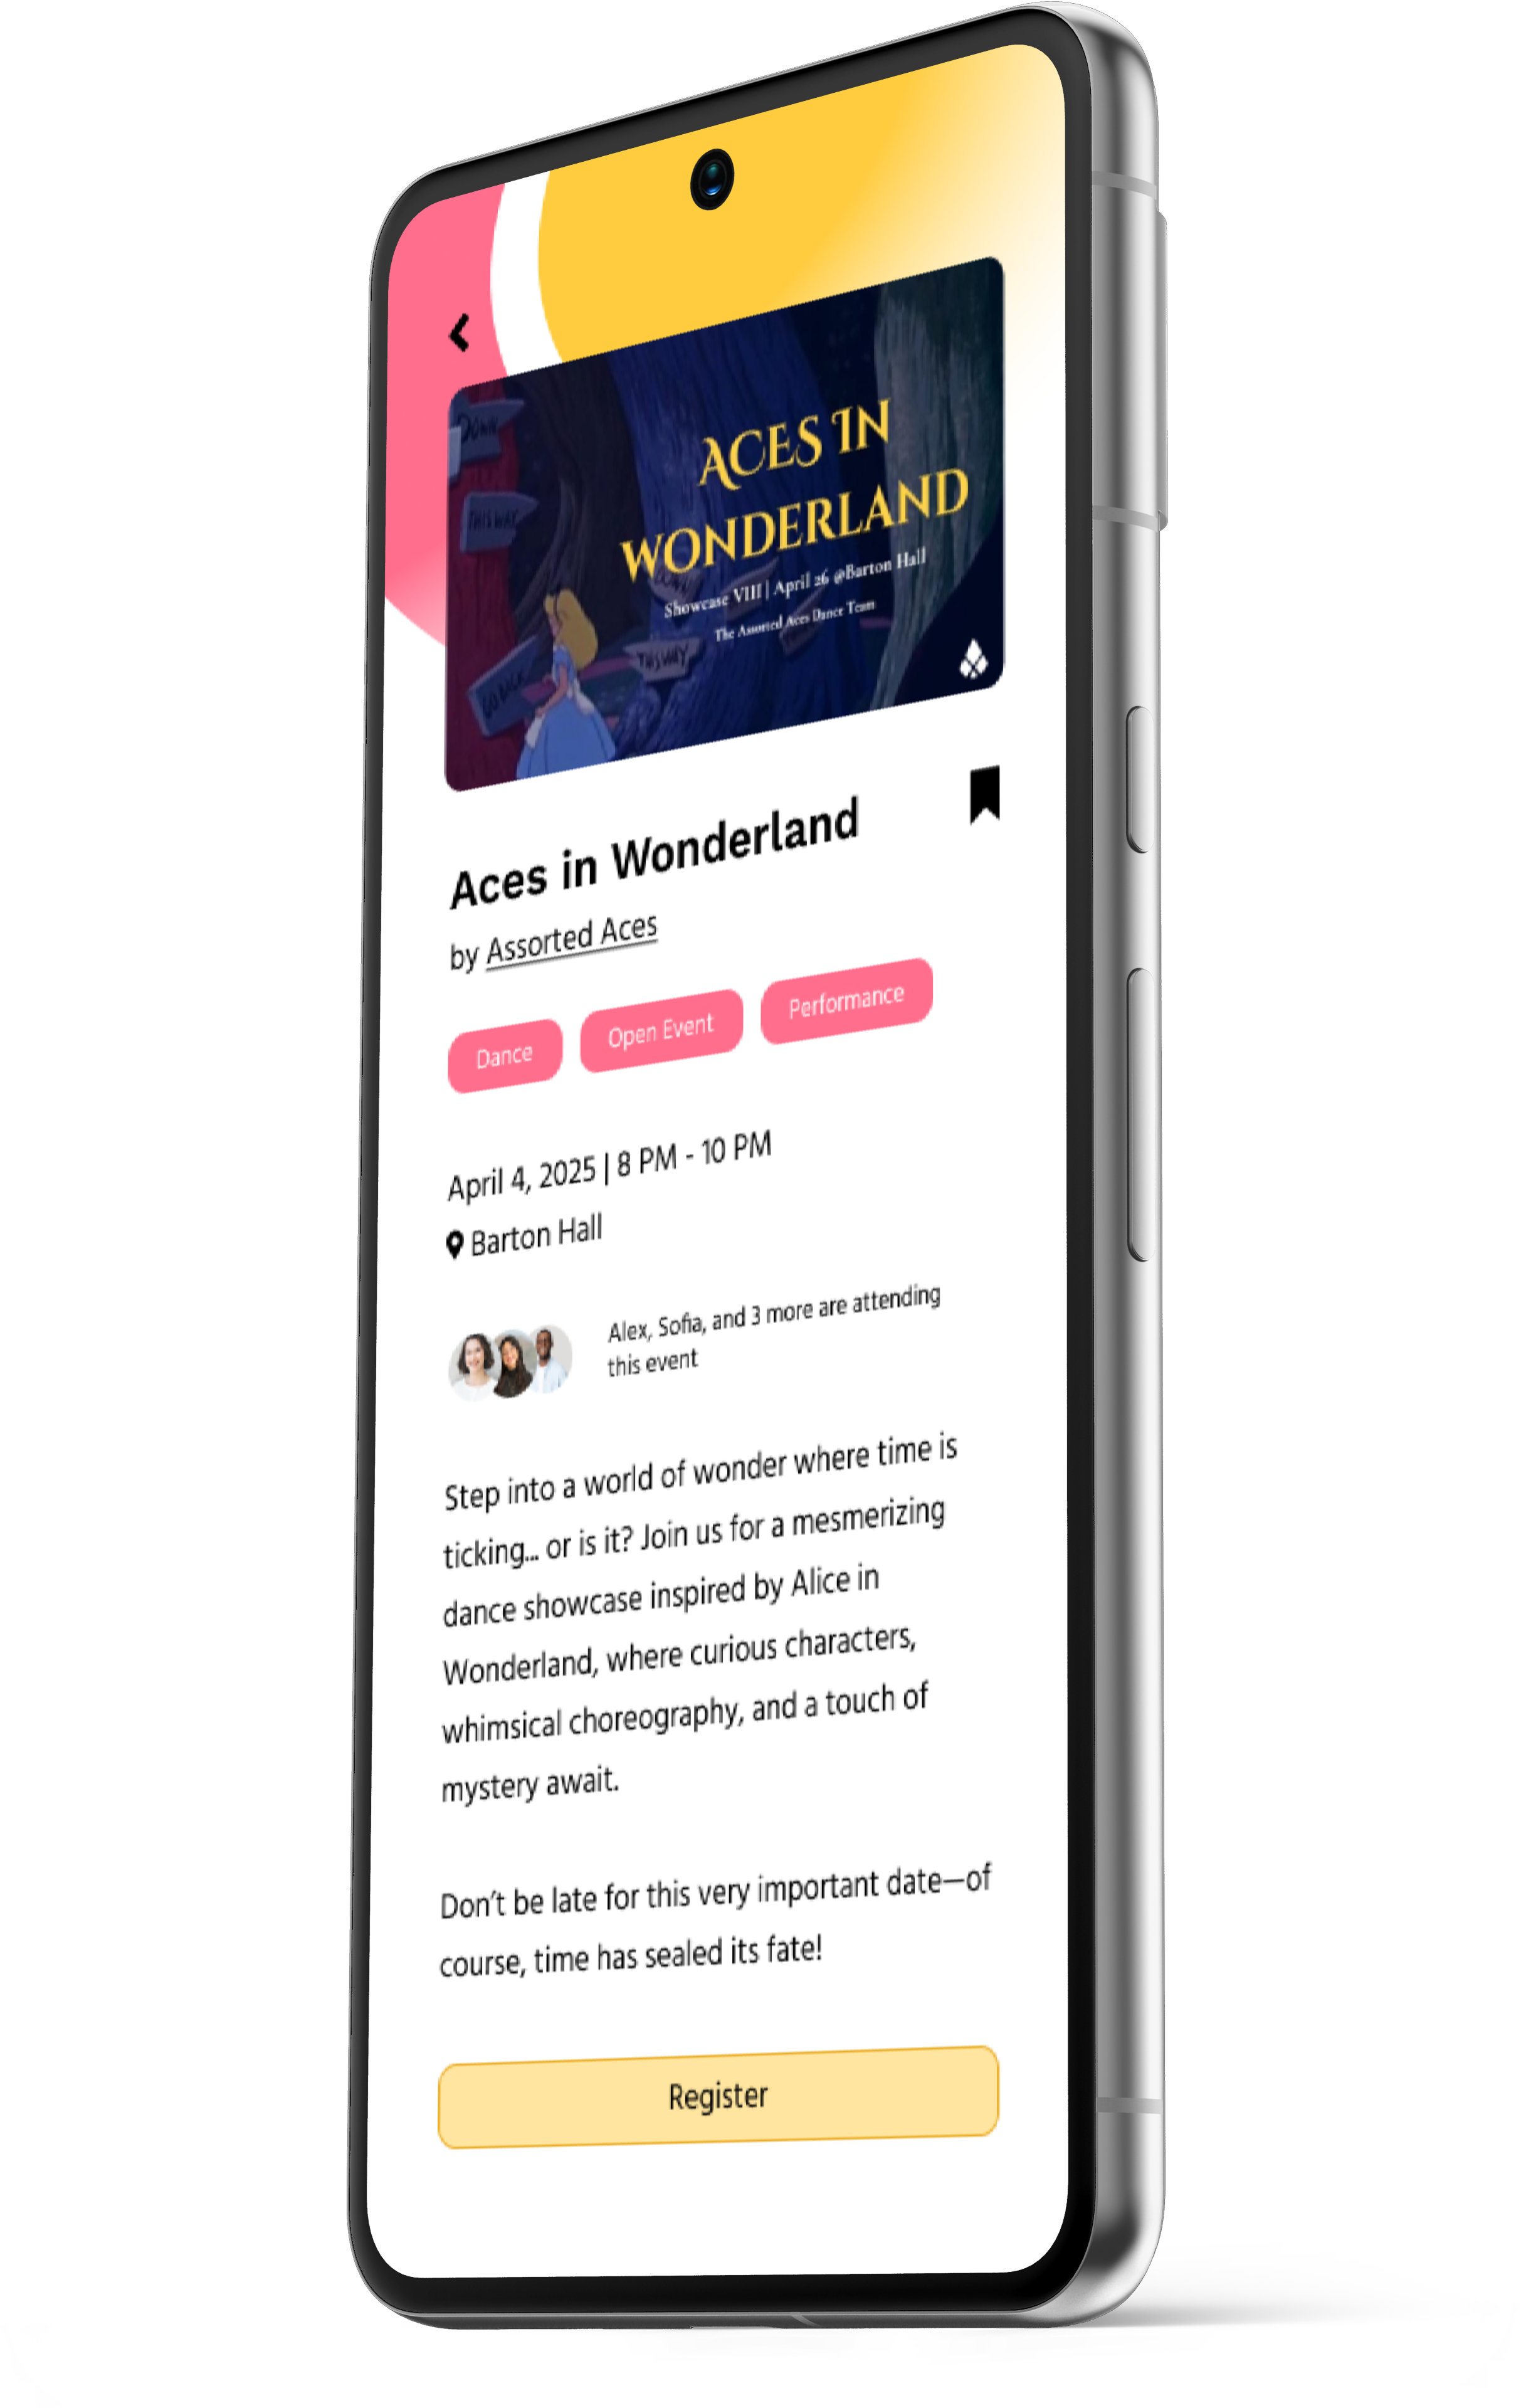 DOWN
THIS WAY
ACES IN
WONDERLAND
DOWN
Showcase VIII | April 26 @Barton Hall
The Assorted Aces Dance Team
THIS WAY
GO BACK
Aces in Wonderland
by Assorted Aces
Dance
Open Event
Performance
April 4, 2025 | 8 PM - 10 PM
Barton Hall
Alex, Sofia, and 3 more are attending
this event
Step into a world of wonder where time is
ticking... or is it? Join us for a mesmerizing
dance showcase inspired by Alice in
Wonderland, where curious characters,
whimsical choreography, and a touch of
mystery await.
Don't be late for this very important date—of
course, time has sealed its fate!
Register